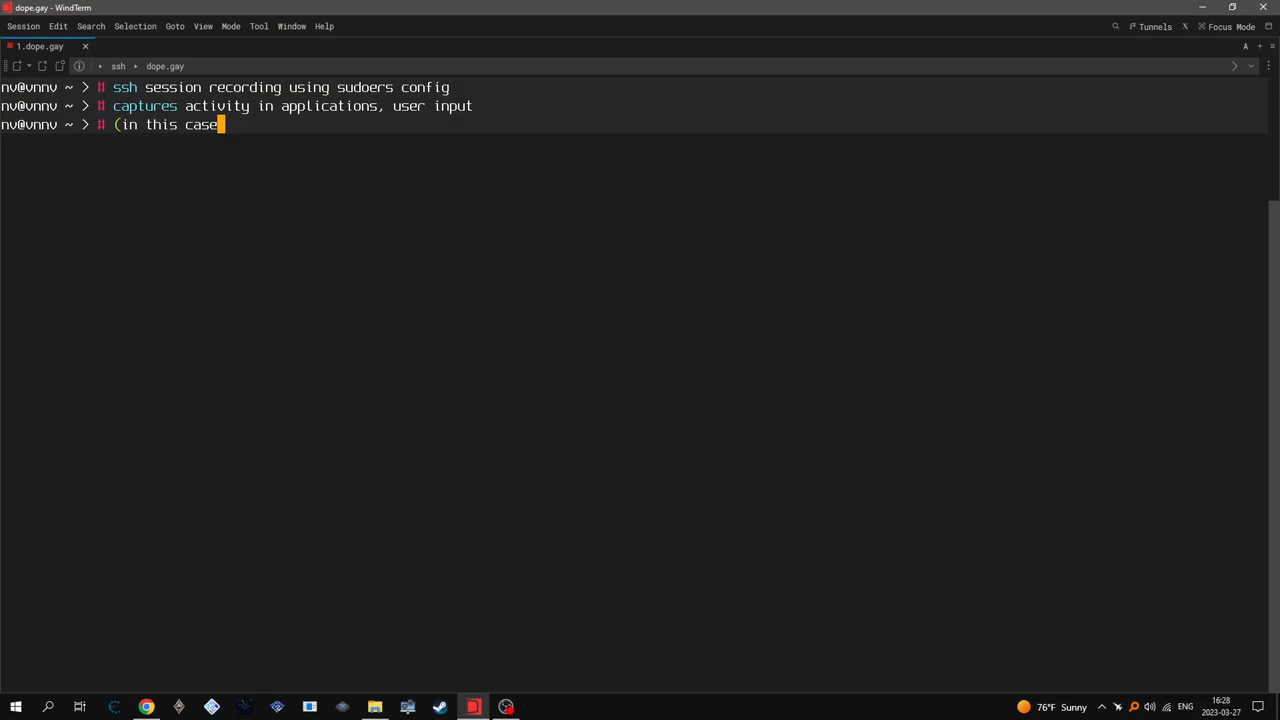 dope.gay - WindTerm
Session Edit Search Selection Goto View Mode Tool Window Help
Tunnels X Focus Mode
1.dope.gay
A
ssh dope.gay
nv@vnnv ~ > # ssh session recording using sudoers config
nv@vnnv ~ > # captures activity in applications, user input
nv@vnnv ~ > # (in this case
76°F Sunny
ENG
16:28
2023-03-27